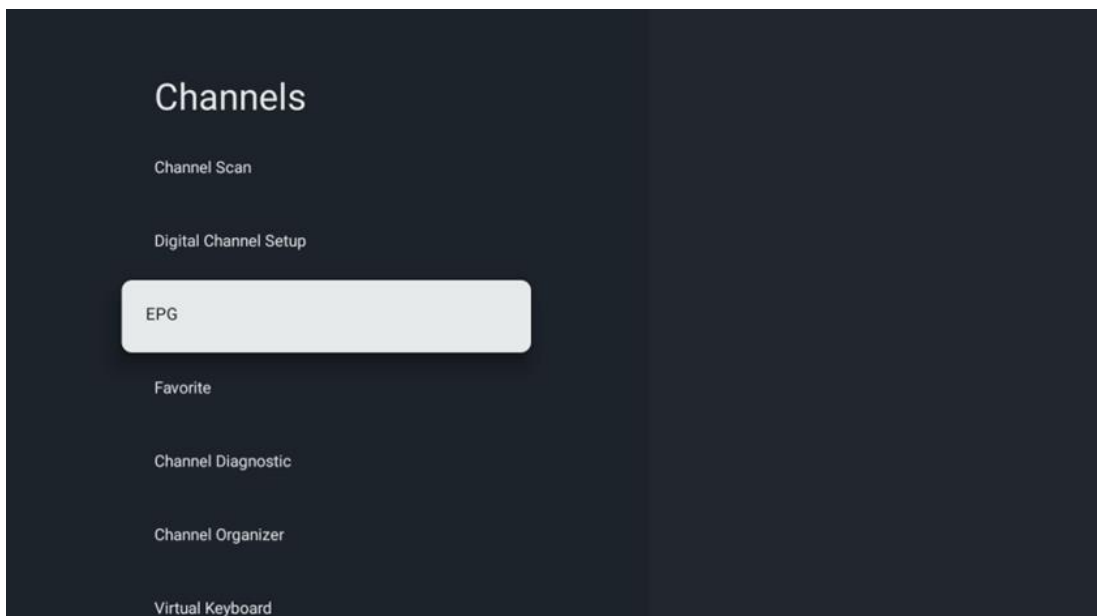 Channels
Channel Scan
Digital Channel Setup
EPG
Favorite
Channel Diagnostic
Channel Organizer
Virtual Keyboard